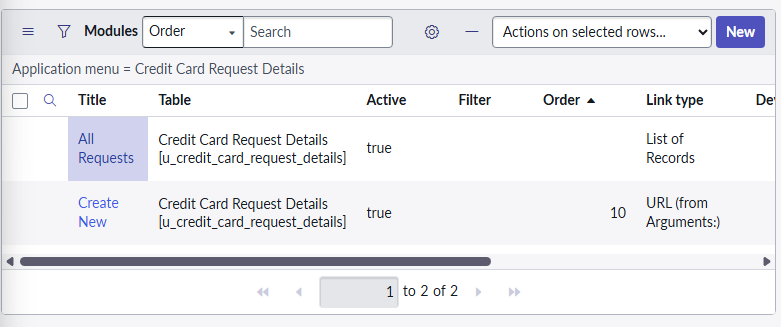 Modules Order Search Actions on selected rows... New
Application menu = Credit Card Request Details
Title Table Active Filter Order Link type De
All Requests Credit Card Request Details [u_credit_card_request_details] true List of Records
Create New Credit Card Request Details [u_credit_card_request_details] true 10 URL (from Arguments:)
1 to 2 of 2